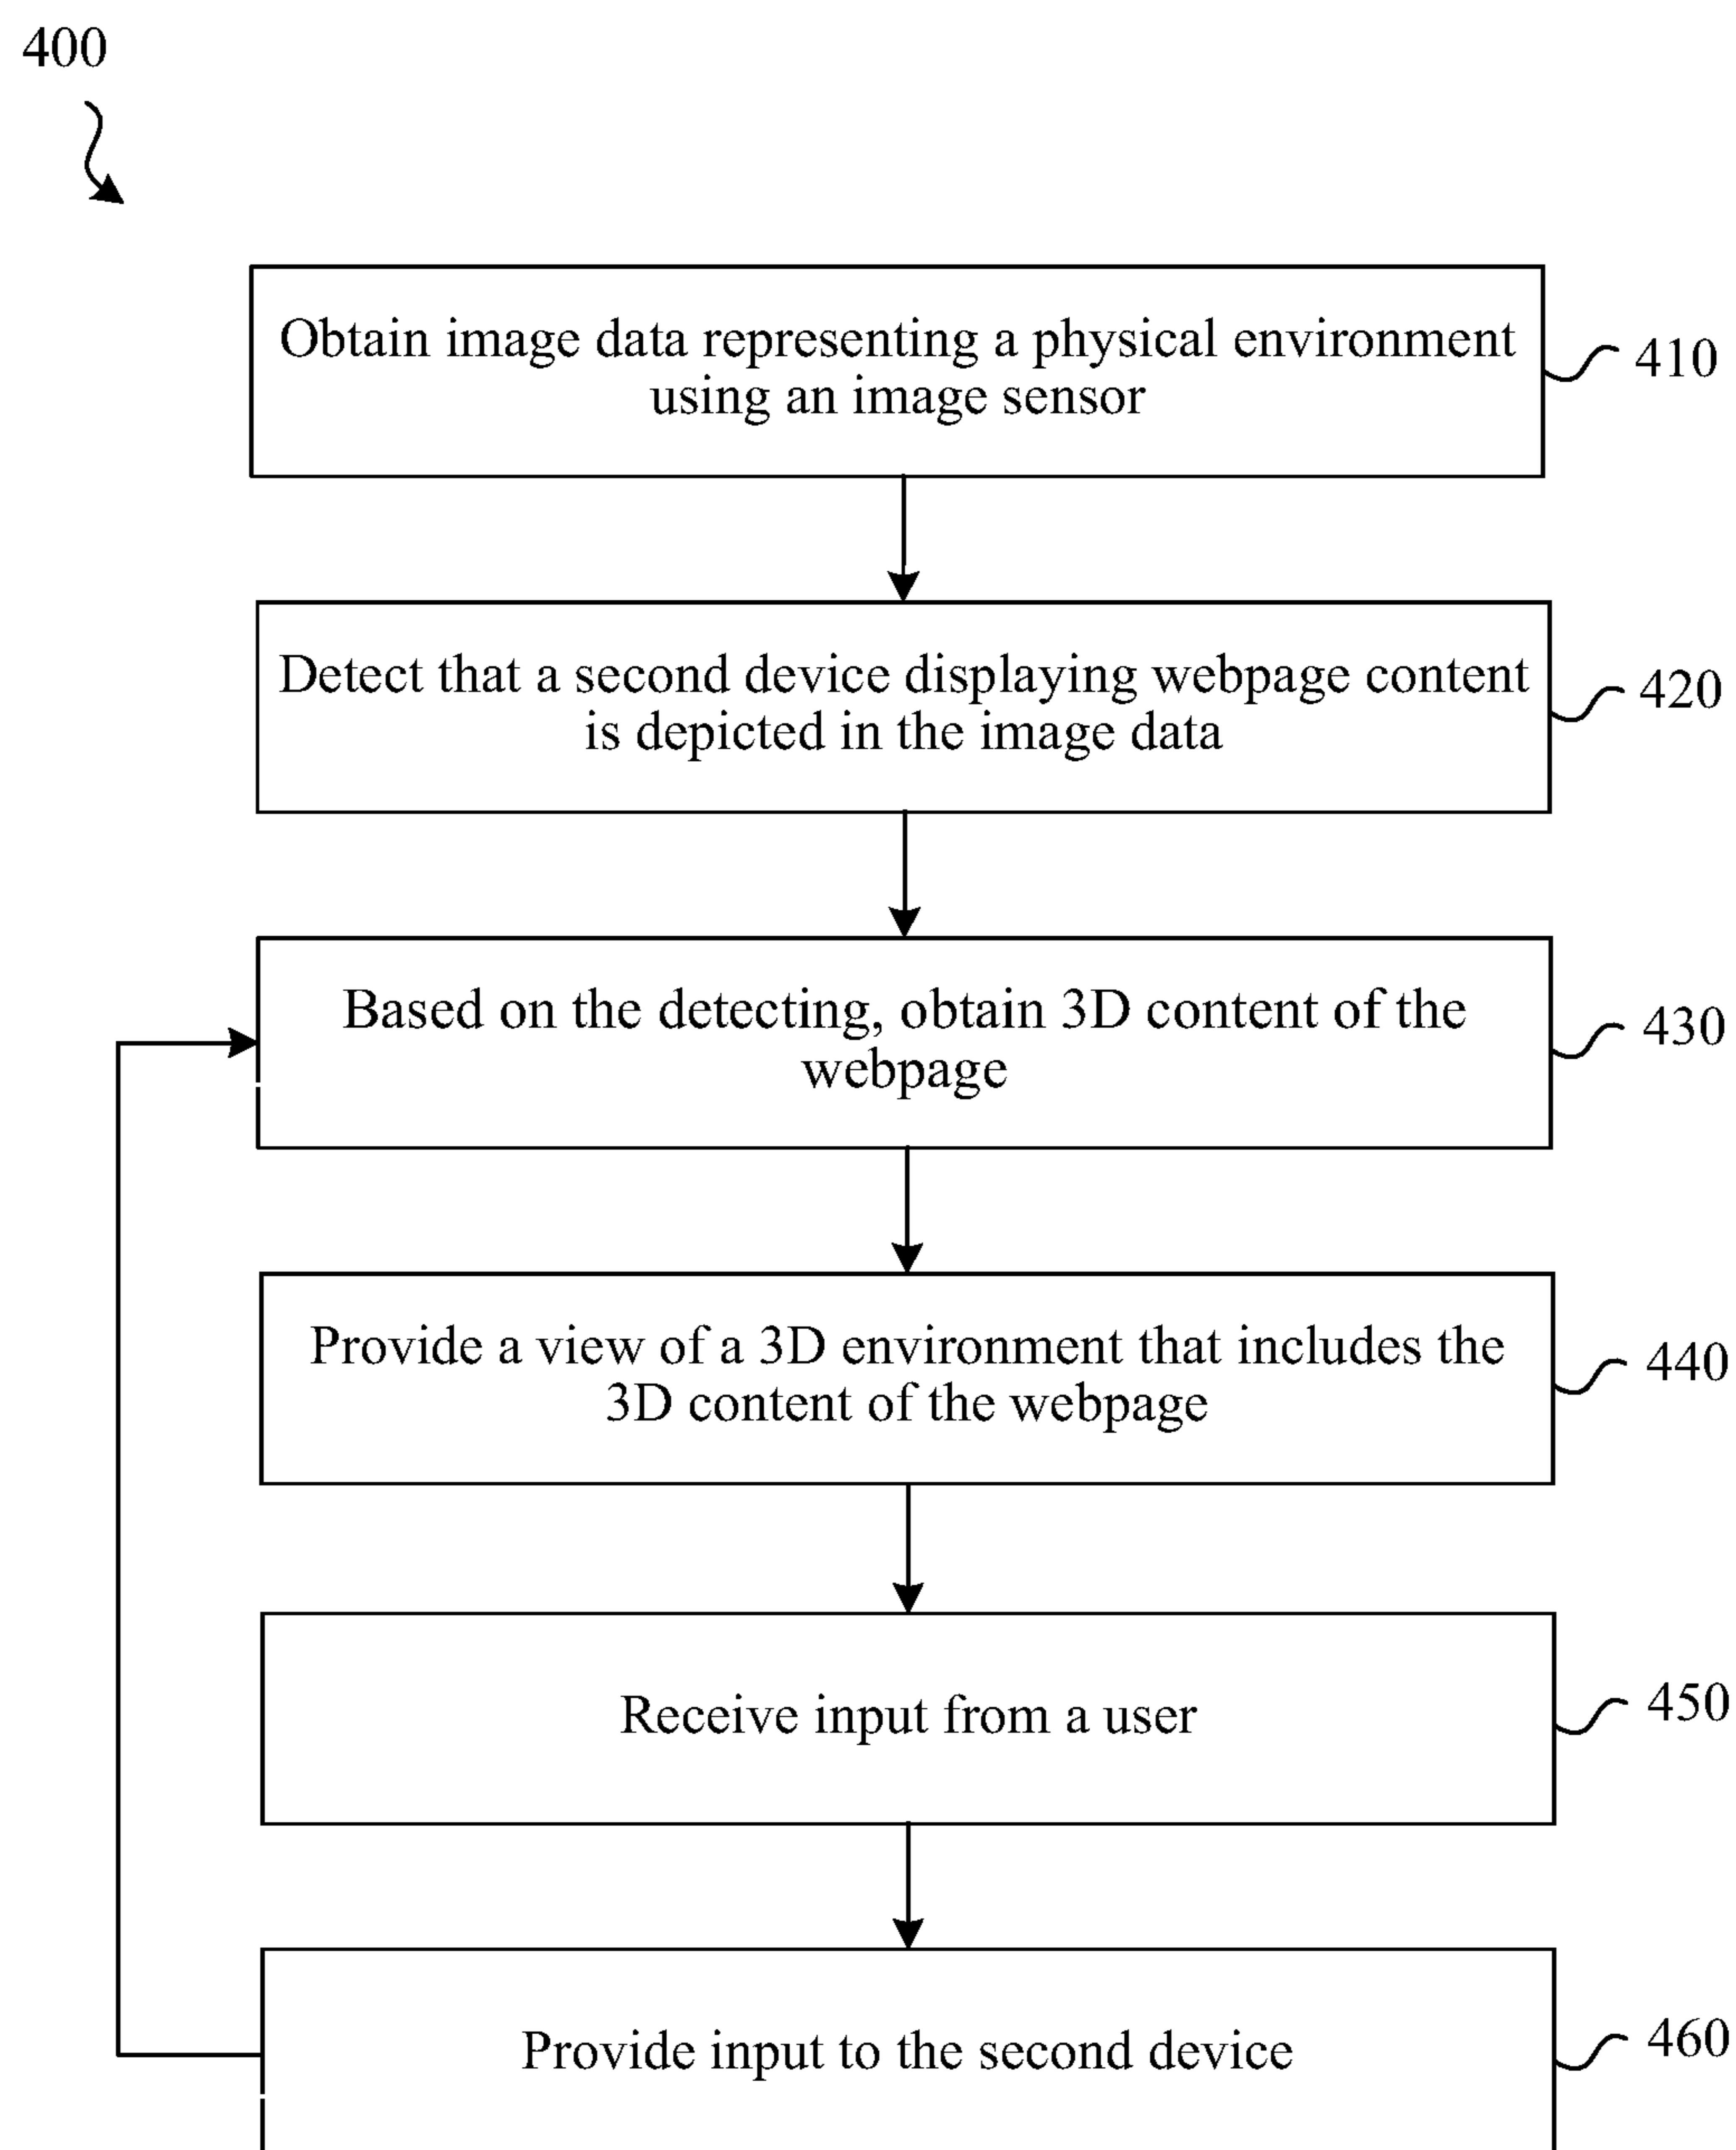 400
Obtain image data representing a physical environment
using an image sensor
410
Detect that a second device displaying webpage content
is depicted in the image data
420
Based on the detecting, obtain 3D content of the
webpage
430
Provide a view of a 3D environment that includes the
3D content of the webpage
440
Receive input from a user
450
Provide input to the second device
460